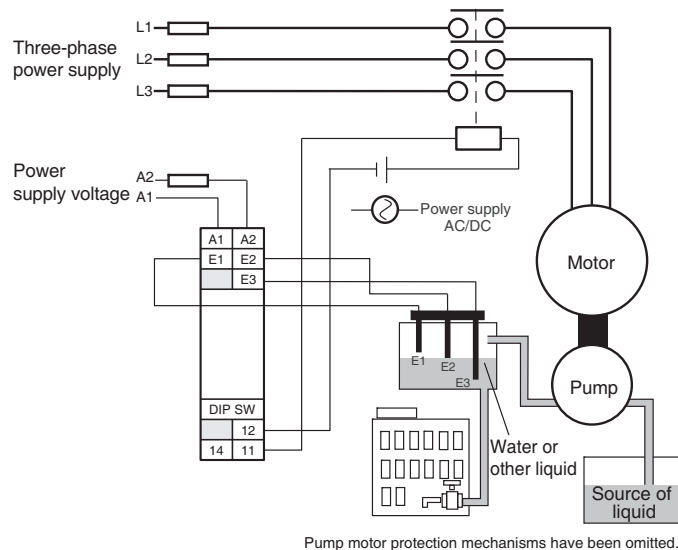 Three-phase
power supply
L1
L2
L3
Power
supply voltage
A2
A1
Power supply
AC/DC
A1 A2
E1 E2
E3
DIP SW
12
14 11
Motor
Pump
E1
E2
E3
Water or
other liquid
Source of
liquid
Pump motor protection mechanisms have been omitted.